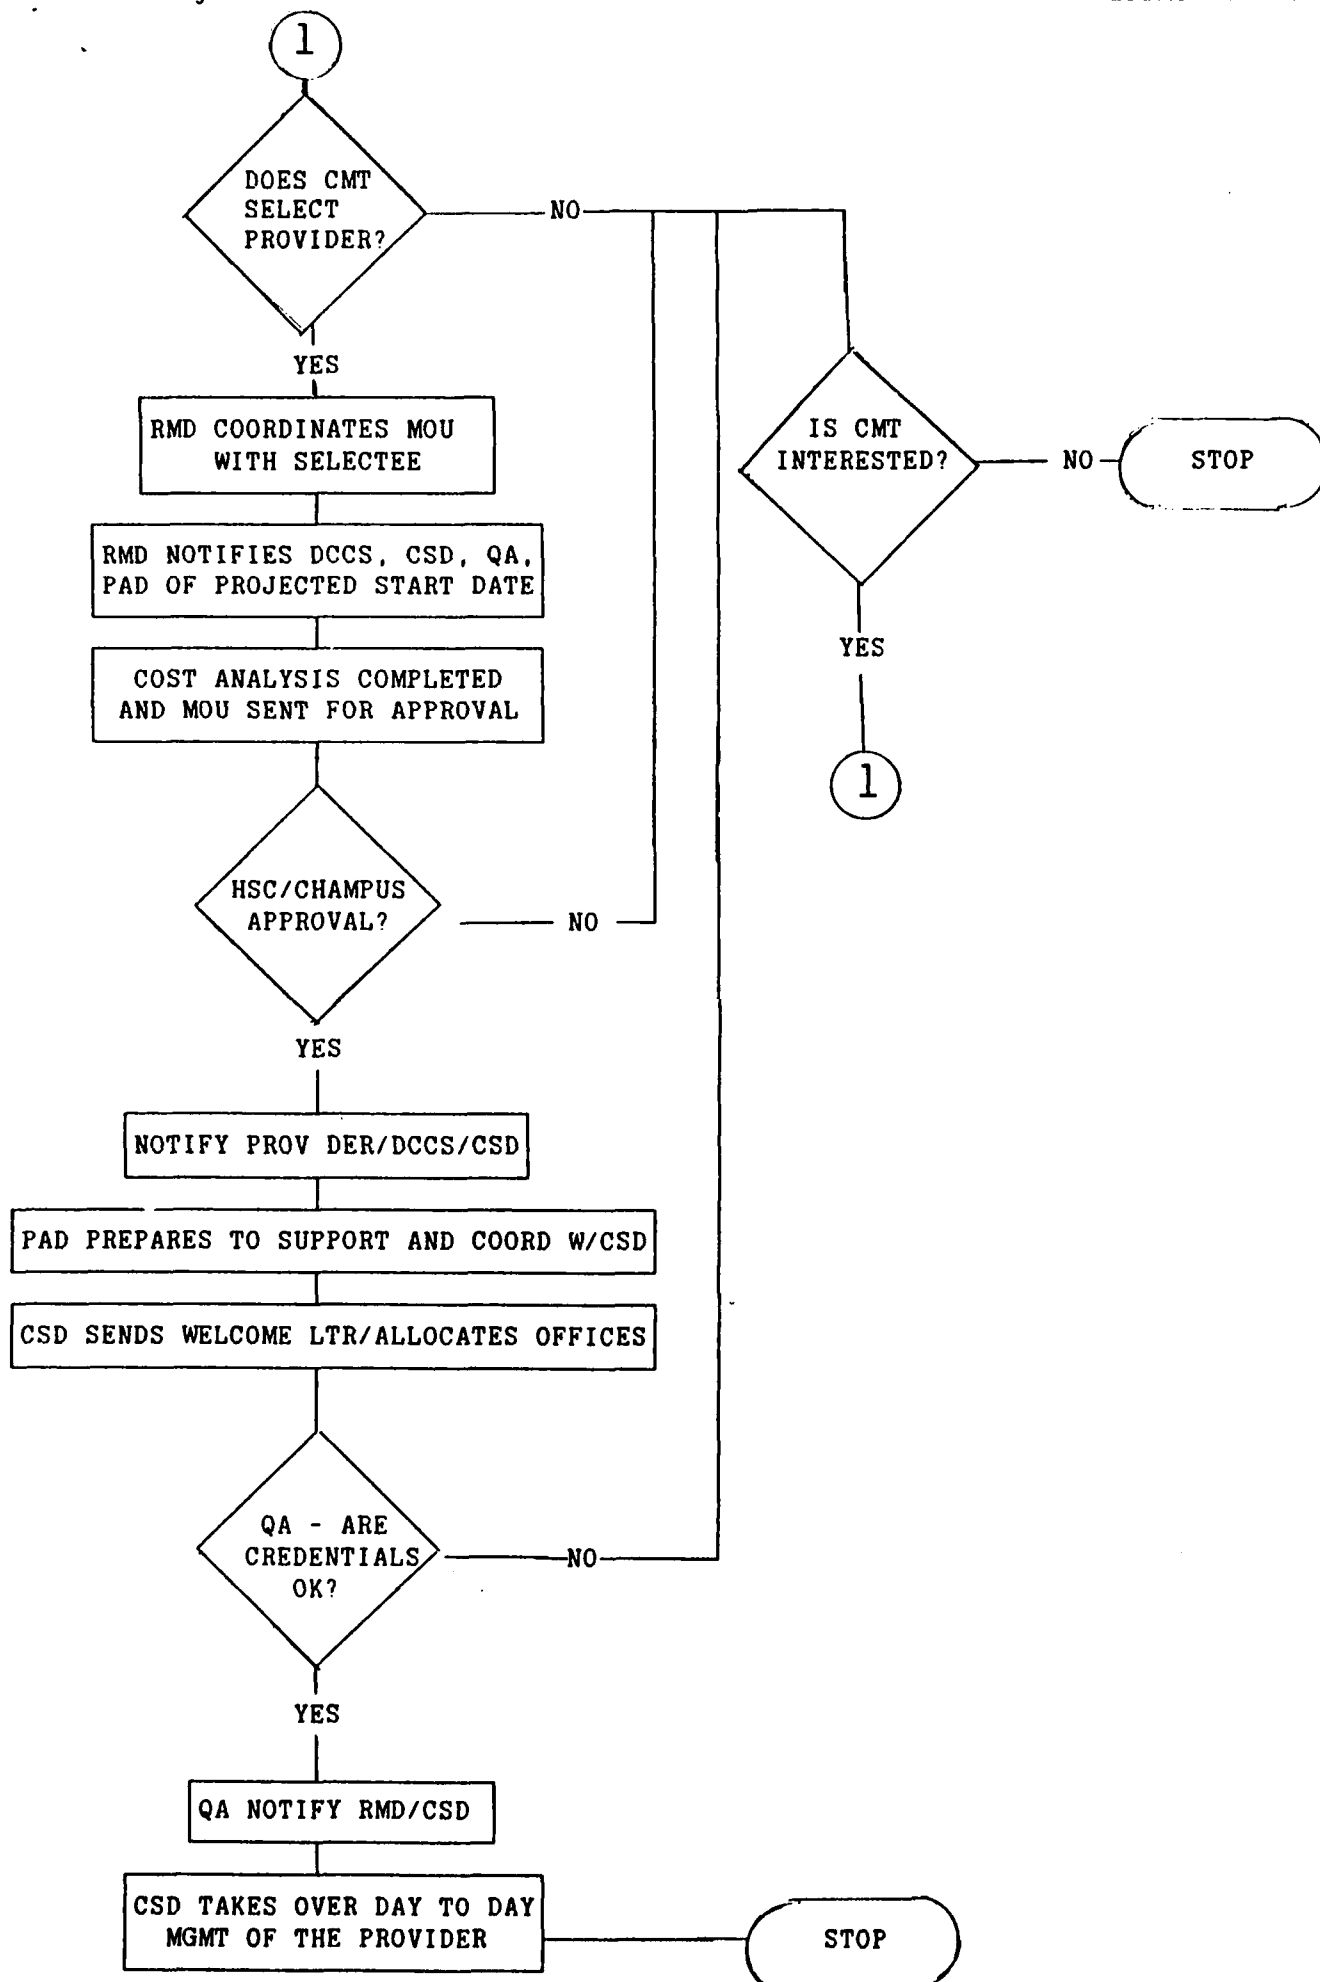 1
DOES CMT
SELECT
PROVIDER?
NO
YES
RMD COORDINATES MOU
WITH SELECTEE
IS CMT
INTERESTED?
NO
STOP
RMD NOTIFIES DCCS, CSD, QA,
PAD OF PROJECTED START DATE
YES
COST ANALYSIS COMPLETED
AND MOU SENT FOR APPROVAL
1
HSC/CHAMPUS
APPROVAL?
NO
YES
NOTIFY PROV DER/DCCS/CSD
PAD PREPARES TO SUPPORT AND COORD W/CSD
CSD SENDS WELCOME LTR/ALLOCATES OFFICES
QA - ARE
CREDENTIALS
OK?
NO
YES
QA NOTIFY RMD/CSD
CSD TAKES OVER DAY TO DAY
MGMT OF THE PROVIDER
STOP